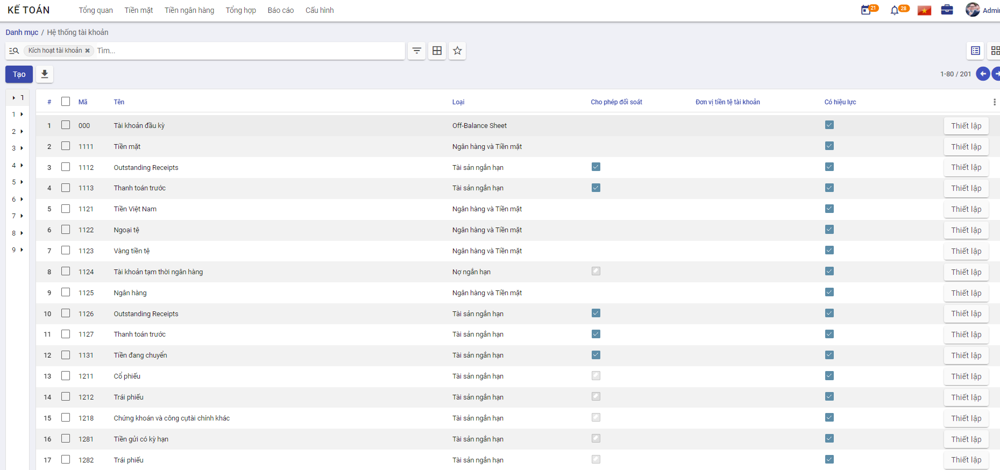 KẾ TOÁN Tổng quan Tiền mặt Tiền ngân hàng Tổng hợp Báo cáo Cấu hình 21 28
Danh mục / Hệ thống tài khoản
Kích hoạt tài khoản × Tìm...
Tạo 1-80 / 201
1
1
2
3
4
5
6
7
8
9
# Mã Tên Loại Cho phép đối soát Đơn vị tiền tệ tài khoản Có hiệu lực
1 000 Tài khoản đầu kỳ Off-Balance Sheet Thiết lập
2 1111 Tiền mặt Ngân hàng và Tiền mặt Thiết lập
3 1112 Outstanding Receipts Tài sản ngắn hạn Thiết lập
4 1113 Thanh toán trước Tài sản ngắn hạn Thiết lập
5 1121 Tiền Việt Nam Ngân hàng và Tiền mặt Thiết lập
6 1122 Ngoại tệ Ngân hàng và Tiền mặt Thiết lập
7 1123 Vàng tiền tệ Ngân hàng và Tiền mặt Thiết lập
8 1124 Tài khoản tạm thời ngân hàng Nợ ngắn hạn Thiết lập
9 1125 Ngân hàng Ngân hàng và Tiền mặt Thiết lập
10 1126 Outstanding Receipts Tài sản ngắn hạn Thiết lập
11 1127 Thanh toán trước Tài sản ngắn hạn Thiết lập
12 1131 Tiền đang chuyển Tài sản ngắn hạn Thiết lập
13 1211 Cổ phiếu Tài sản ngắn hạn Thiết lập
14 1212 Trái phiếu Tài sản ngắn hạn Thiết lập
15 1218 Chứng khoán và công cụtài chính khác Tài sản ngắn hạn Thiết lập
16 1281 Tiền gửi có kỳ hạn Tài sản ngắn hạn Thiết lập
17 1282 Trái phiếu Tài sản ngắn hạn Thiết lập